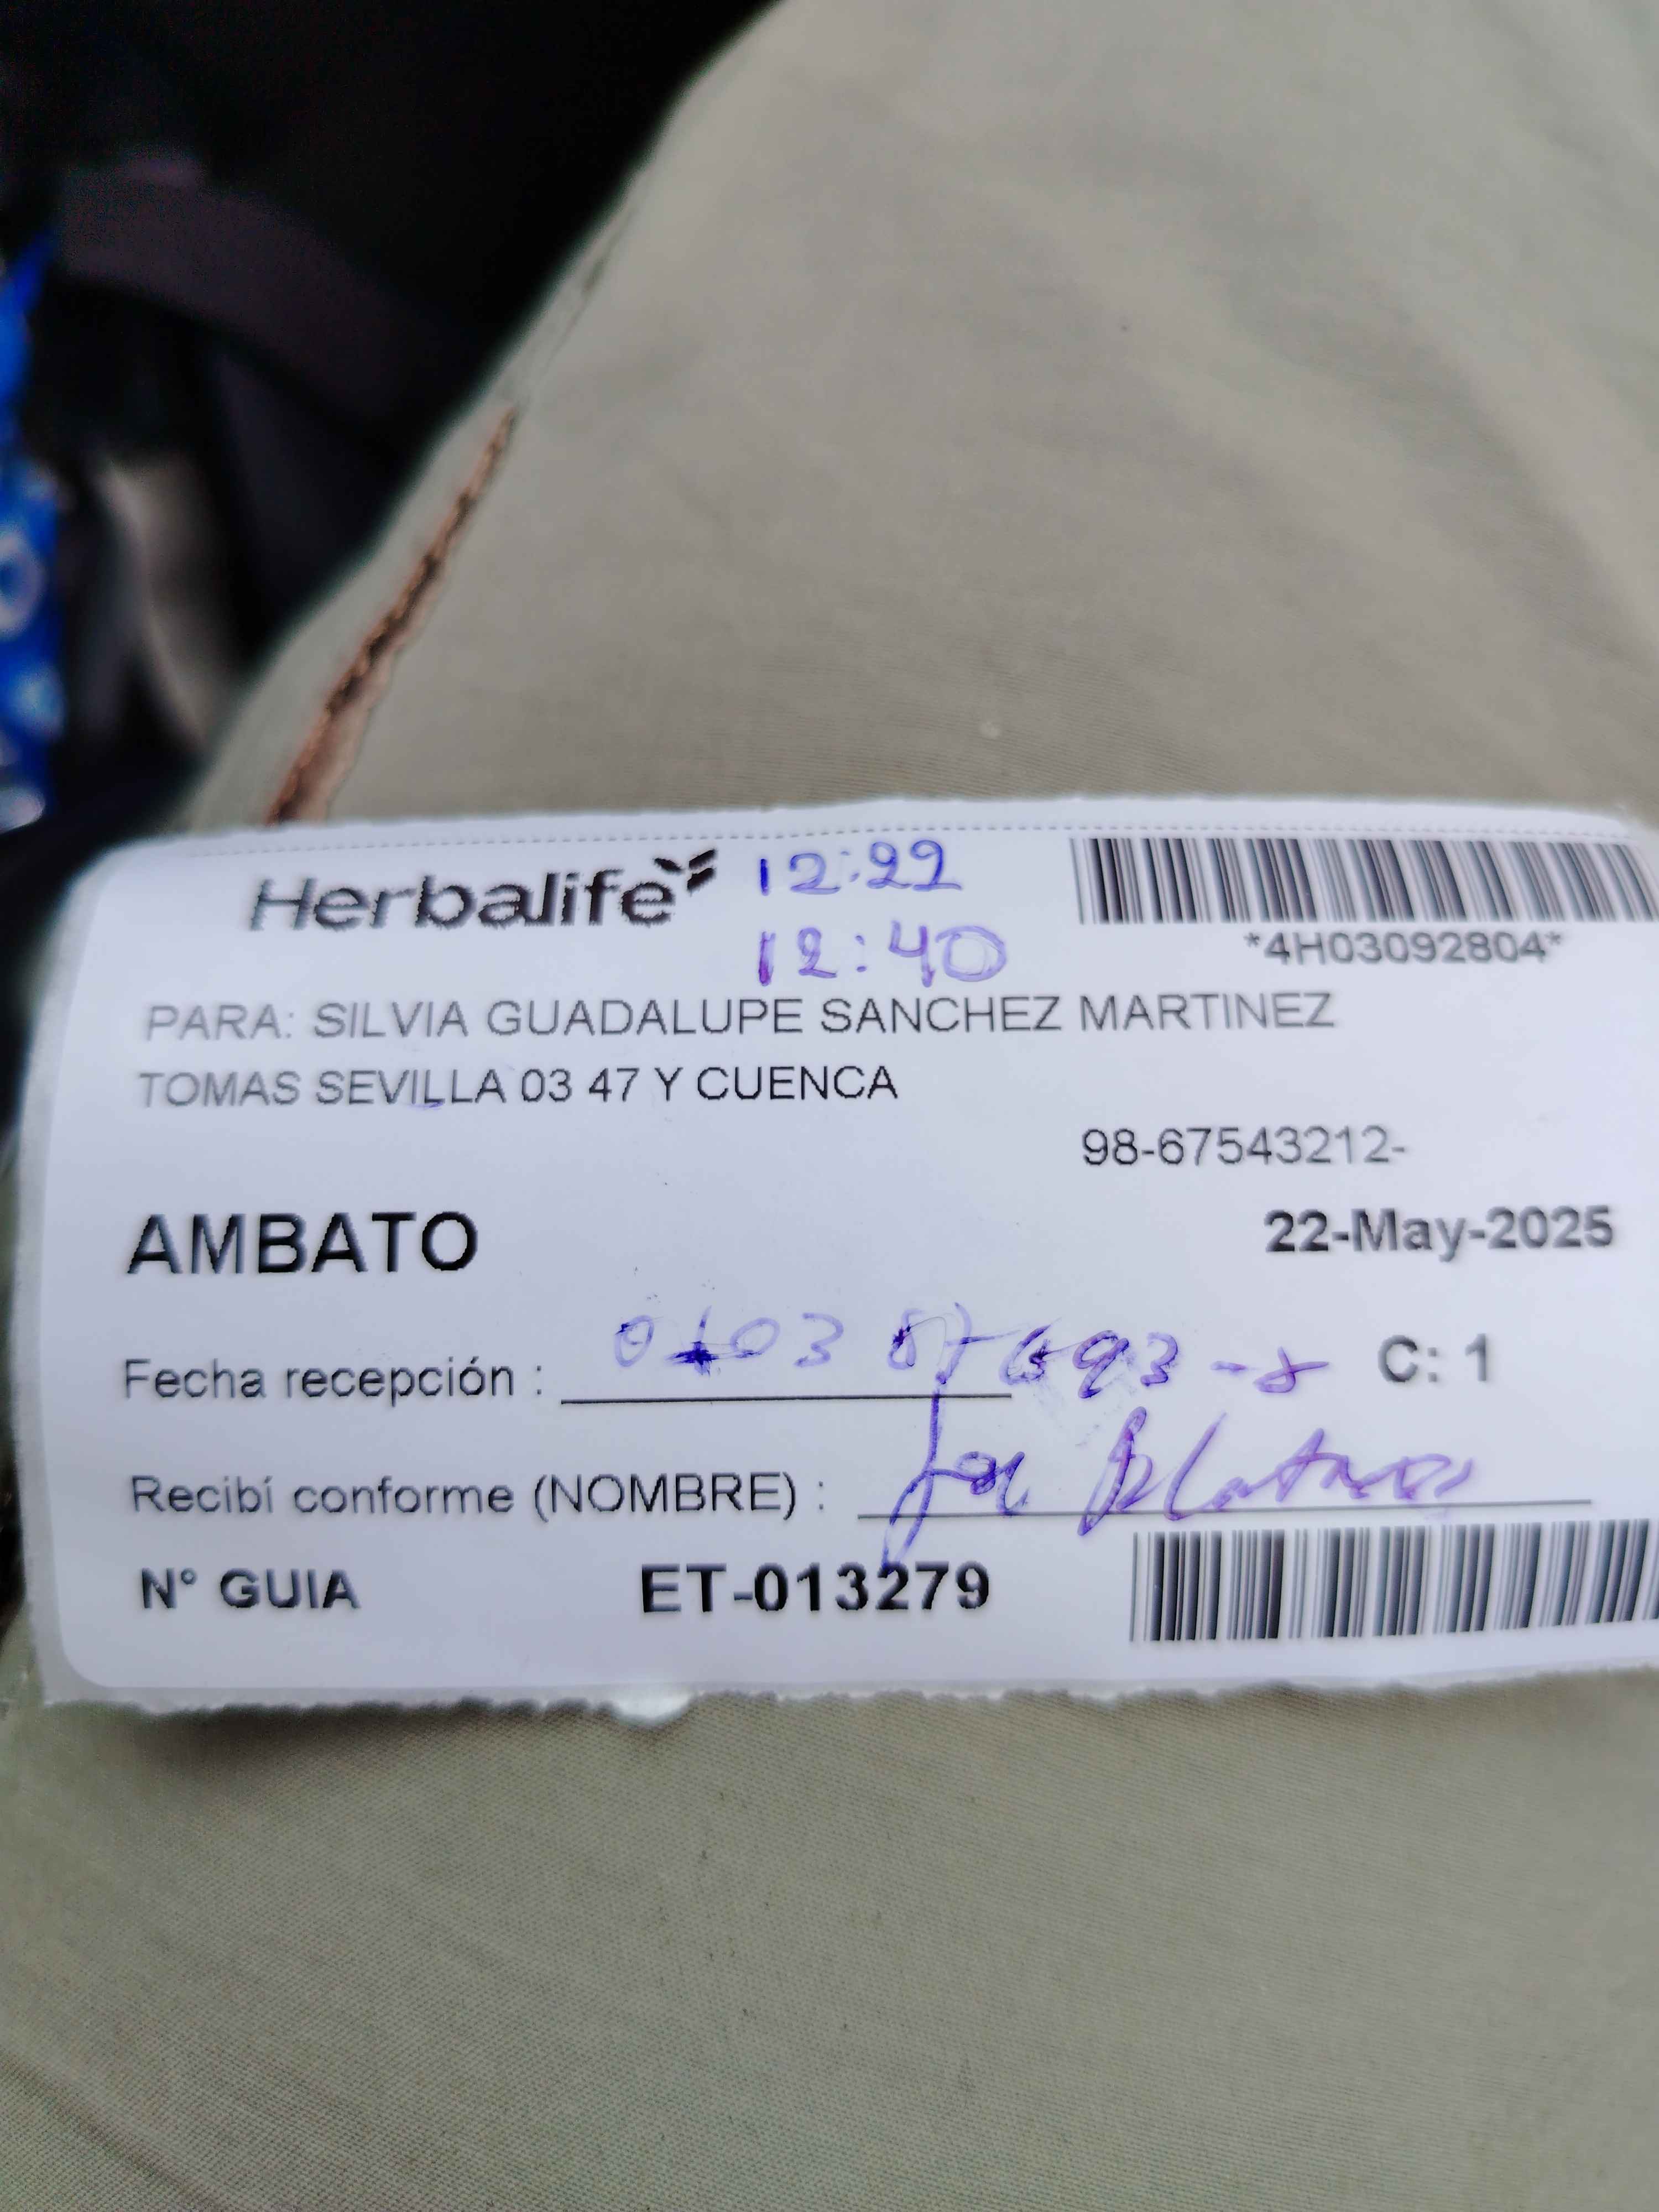 Herbalife
12:22
12:40
*4H03092804*
PARA: SILVIA GUADALUPE SANCHEZ MARTINEZ
TOMAS SEVILLA 03 47 Y CUENCA
98-67543212-
AMBATO
22-May-2025
Fecha recepción :
C: 1
Recibí conforme (NOMBRE) :
N° GUIA ET-013279